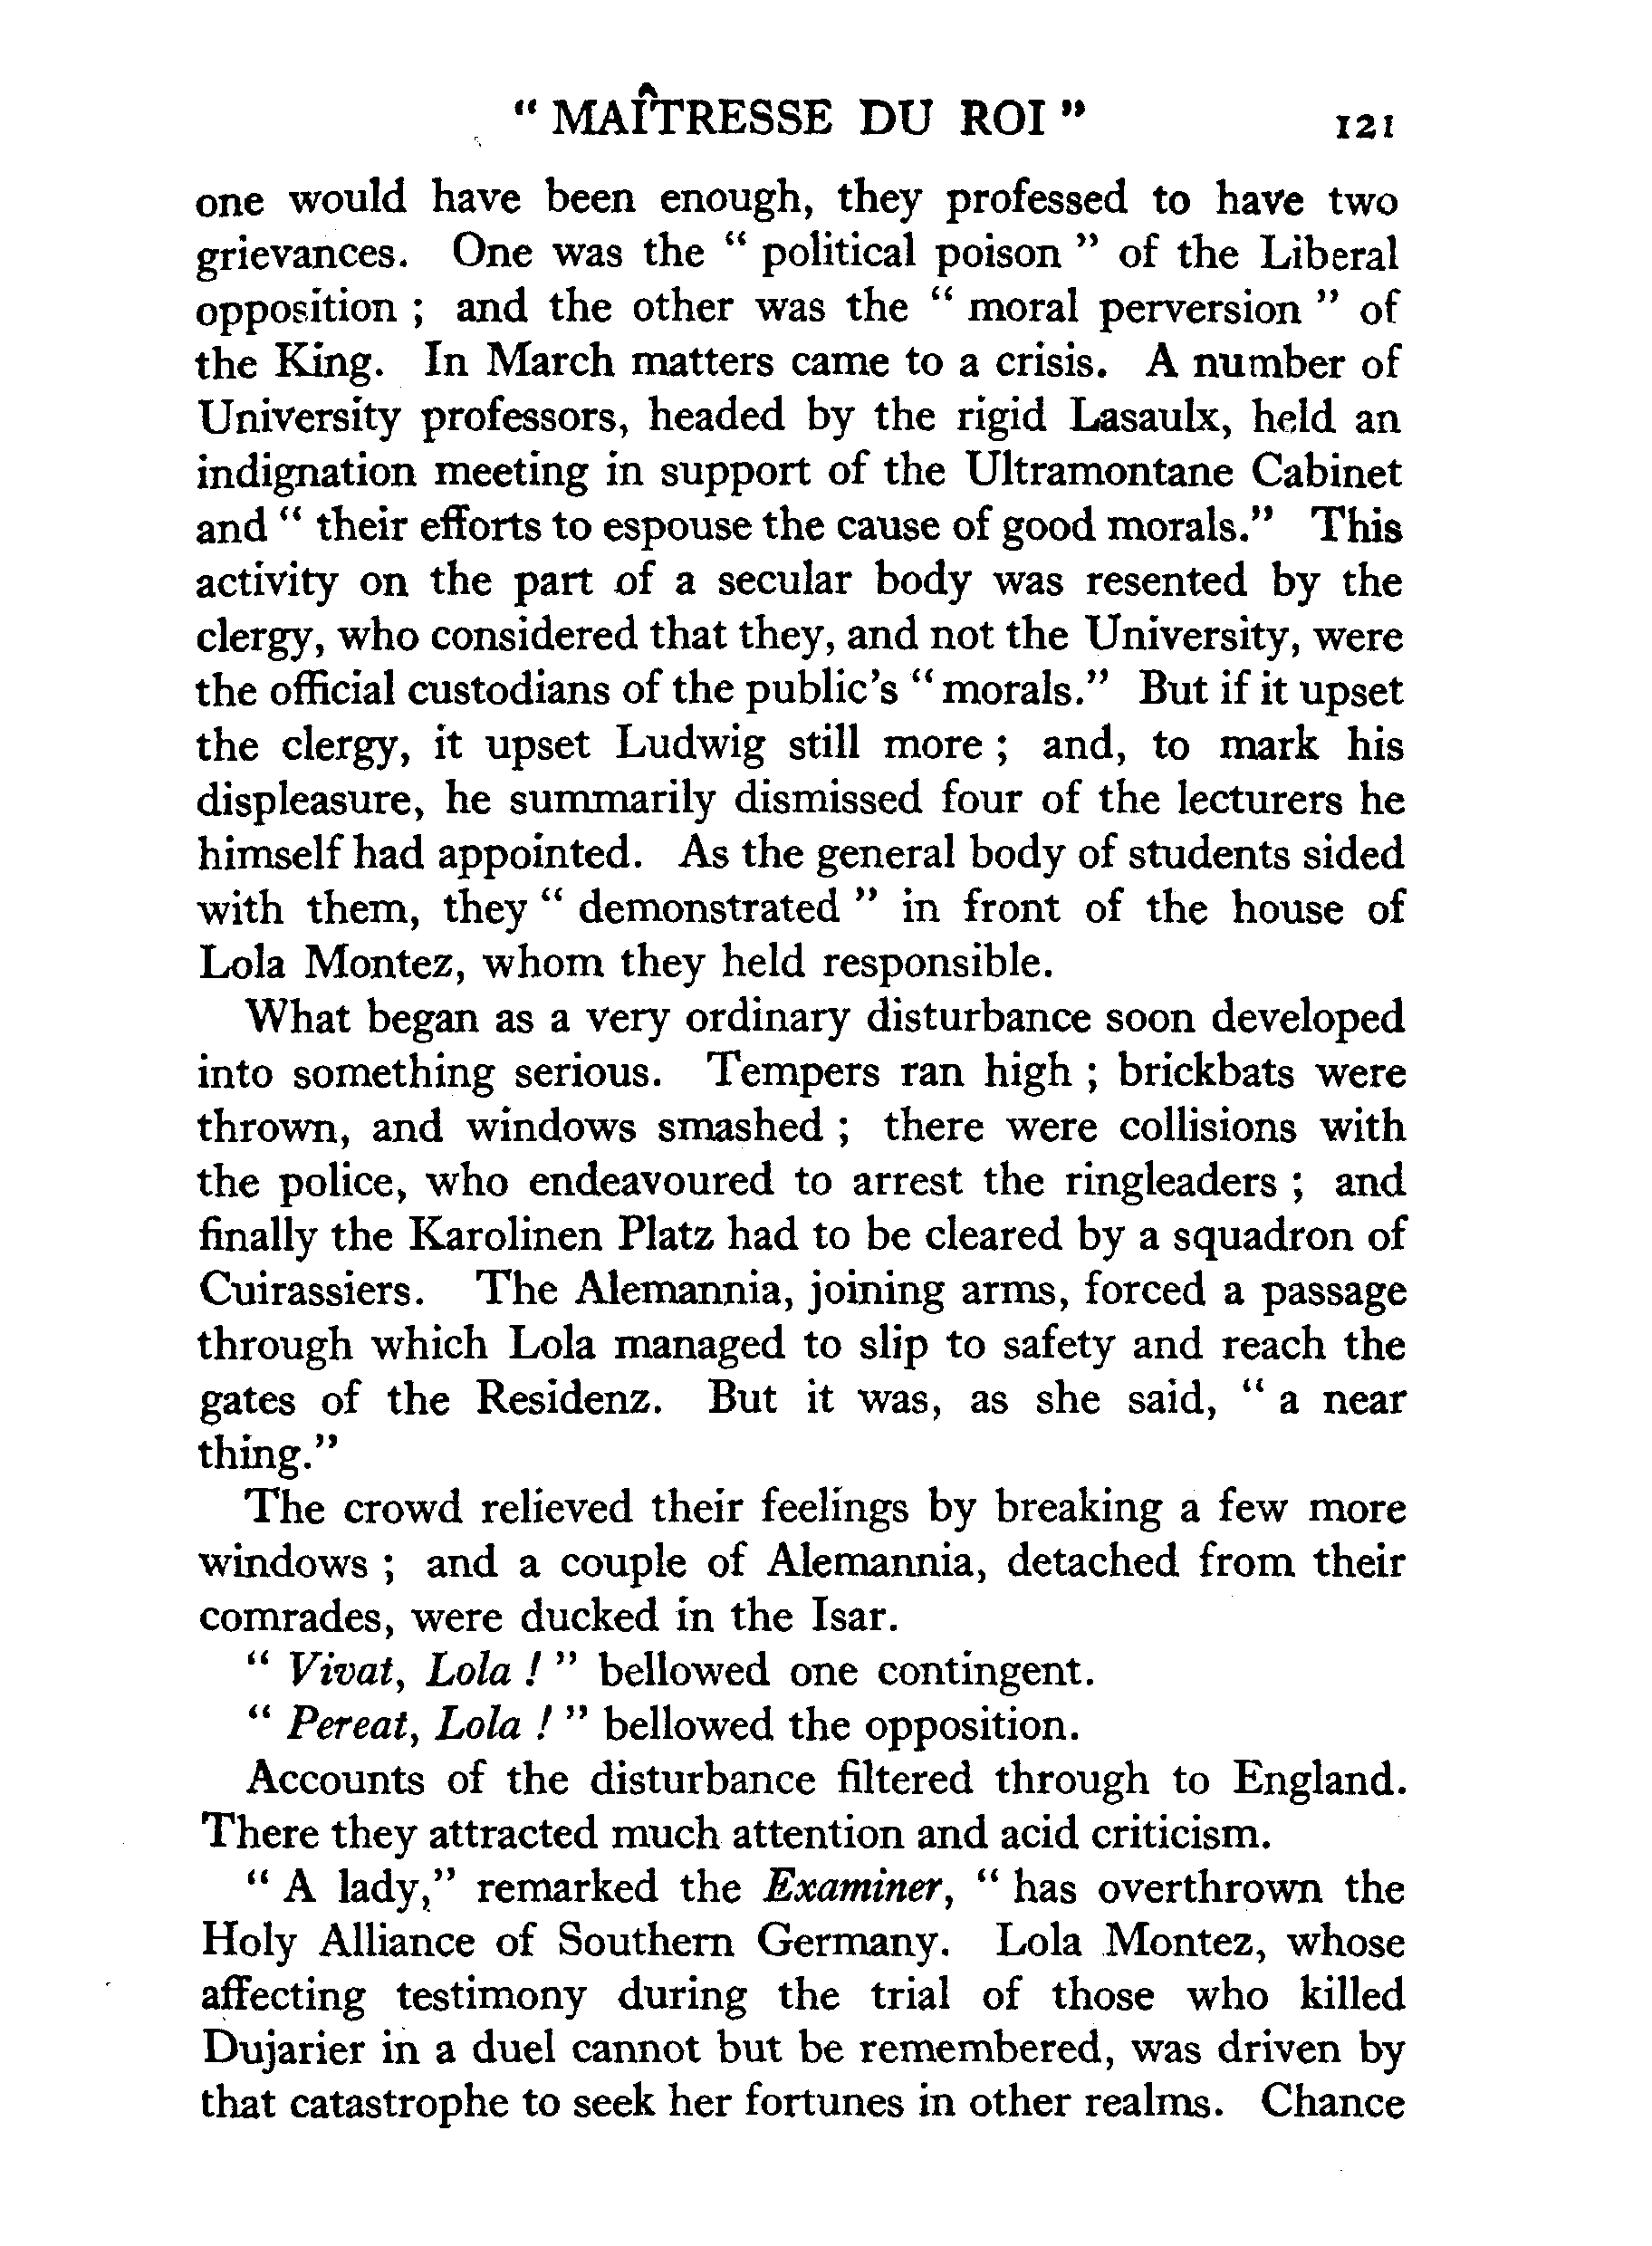 " MAÎTRESSE DU ROI " 121
one would have been enough, they professed to have two
grievances. One was the " political poison " of the Liberal
opposition ; and the other was the " moral perversion " of
the King. In March matters came to a crisis. A number of
University professors, headed by the rigid Lasaulx, held an
indignation meeting in support of the Ultramontane Cabinet
and " their efforts to espouse the cause of good morals." This
activity on the part of a secular body was resented by the
clergy, who considered that they, and not the University, were
the official custodians of the public's " morals." But if it upset
the clergy, it upset Ludwig still more ; and, to mark his
displeasure, he summarily dismissed four of the lecturers he
himself had appointed. As the general body of students sided
with them, they " demonstrated " in front of the house of
Lola Montez, whom they held responsible.
What began as a very ordinary disturbance soon developed
into something serious. Tempers ran high ; brickbats were
thrown, and windows smashed ; there were collisions with
the police, who endeavoured to arrest the ringleaders ; and
finally the Karolinen Platz had to be cleared by a squadron of
Cuirassiers. The Alemannia, joining arms, forced a passage
through which Lola managed to slip to safety and reach the
gates of the Residenz. But it was, as she said, " a near
thing."
The crowd relieved their feelings by breaking a few more
windows ; and a couple of Alemannia, detached from their
comrades, were ducked in the Isar.
" Vivat, Lola ! " bellowed one contingent.
" Pereat, Lola ! " bellowed the opposition.
Accounts of the disturbance filtered through to England.
There they attracted much attention and acid criticism.
" A lady," remarked the Examiner, " has overthrown the
Holy Alliance of Southern Germany. Lola Montez, whose
affecting testimony during the trial of those who killed
Dujarier in a duel cannot but be remembered, was driven by
that catastrophe to seek her fortunes in other realms. Chance